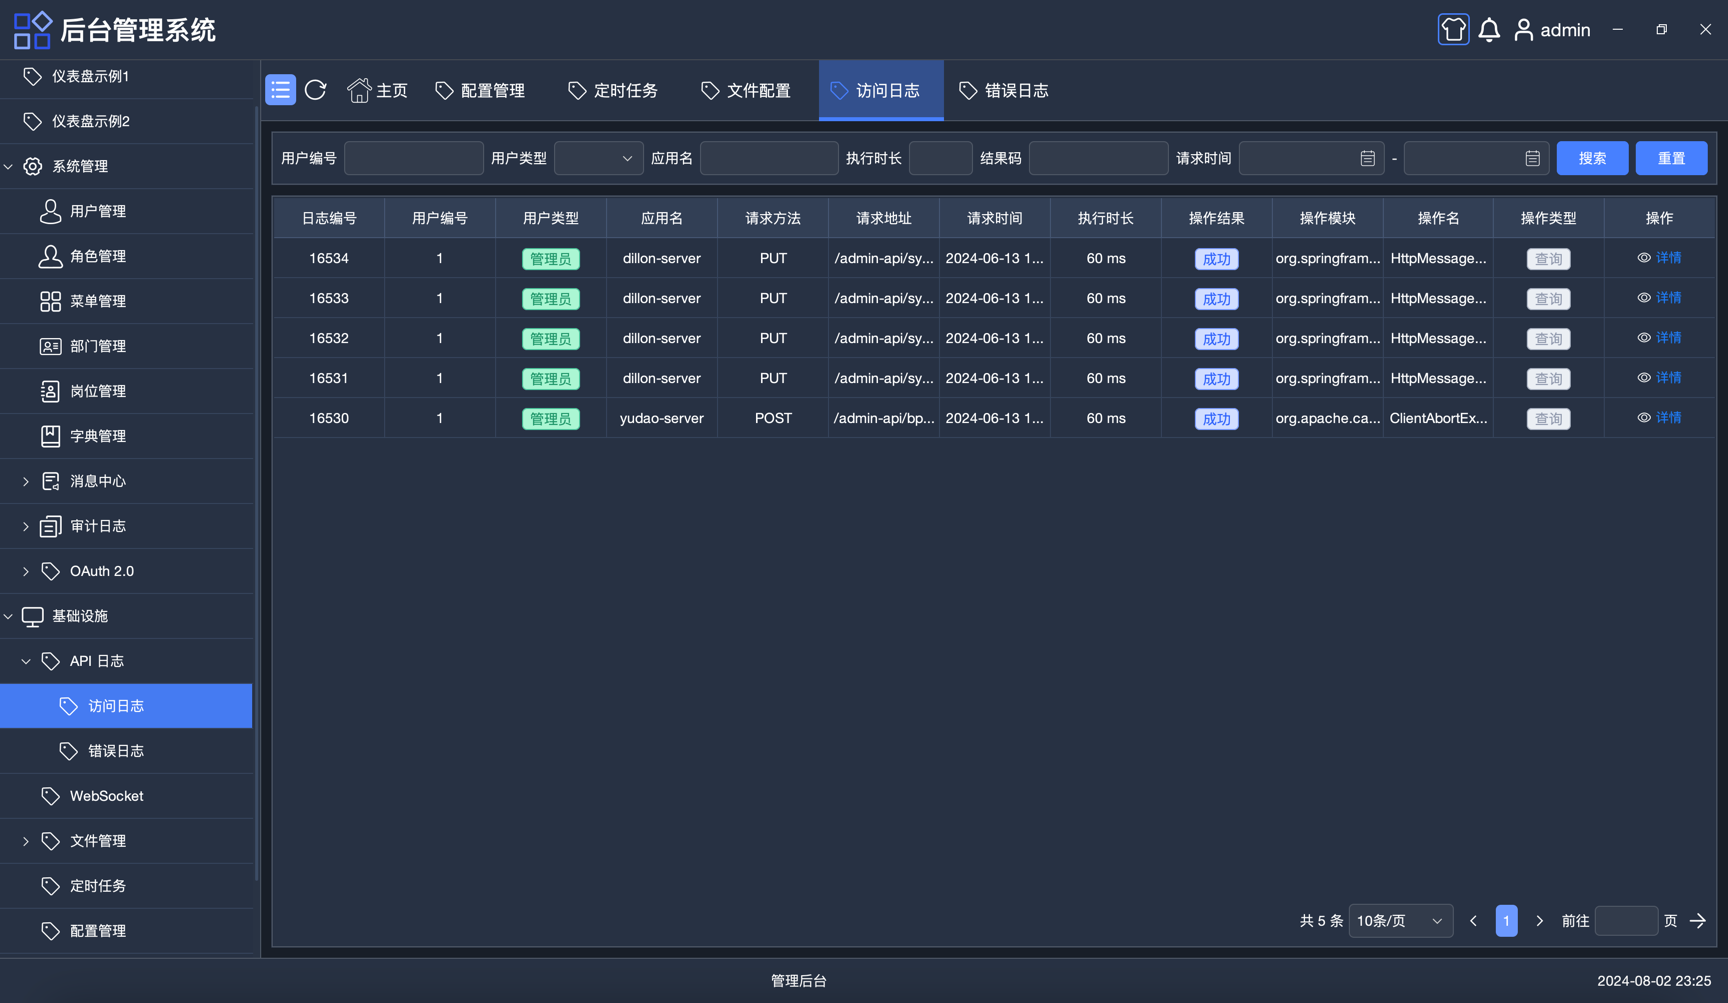 后台管理系统
admin
仪表盘示例1
仪表盘示例2
系统管理
用户管理
角色管理
菜单管理
部门管理
岗位管理
字典管理
消息中心
审计日志
OAuth 2.0
基础设施
API 日志
访问日志
错误日志
WebSocket
文件管理
定时任务
配置管理
主页 配置管理 定时任务 文件配置 访问日志 错误日志
用户编号 用户类型 应用名 执行时长 结果码 请求时间 - 搜索 重置
日志编号 用户编号 用户类型 应用名 请求方法 请求地址 请求时间 执行时长 操作结果 操作模块 操作名 操作类型 操作
16534 1 管理员 dillon-server PUT /admin-api/sy... 2024-06-13 1... 60 ms 成功 org.springfram... HttpMessage... 查询 详情
16533 1 管理员 dillon-server PUT /admin-api/sy... 2024-06-13 1... 60 ms 成功 org.springfram... HttpMessage... 查询 详情
16532 1 管理员 dillon-server PUT /admin-api/sy... 2024-06-13 1... 60 ms 成功 org.springfram... HttpMessage... 查询 详情
16531 1 管理员 dillon-server PUT /admin-api/sy... 2024-06-13 1... 60 ms 成功 org.springfram... HttpMessage... 查询 详情
16530 1 管理员 yudao-server POST /admin-api/bp... 2024-06-13 1... 60 ms 成功 org.apache.ca... ClientAbortEx... 查询 详情
共 5 条 10条/页 1 前往 页
管理后台
2024-08-02 23:25